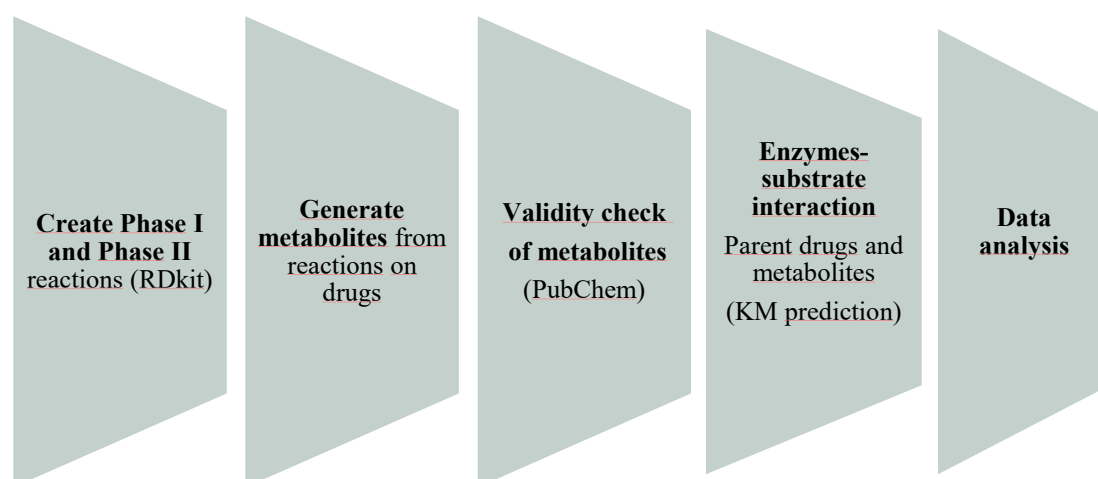 Create Phase I
and Phase II
reactions (RDkit)
Generate
metabolites from
reactions on
drugs
Validity check
of metabolites
(PubChem)
Enzymes-
substrate
interaction
Parent drugs and
metabolites
(KM prediction)
Data
analysis